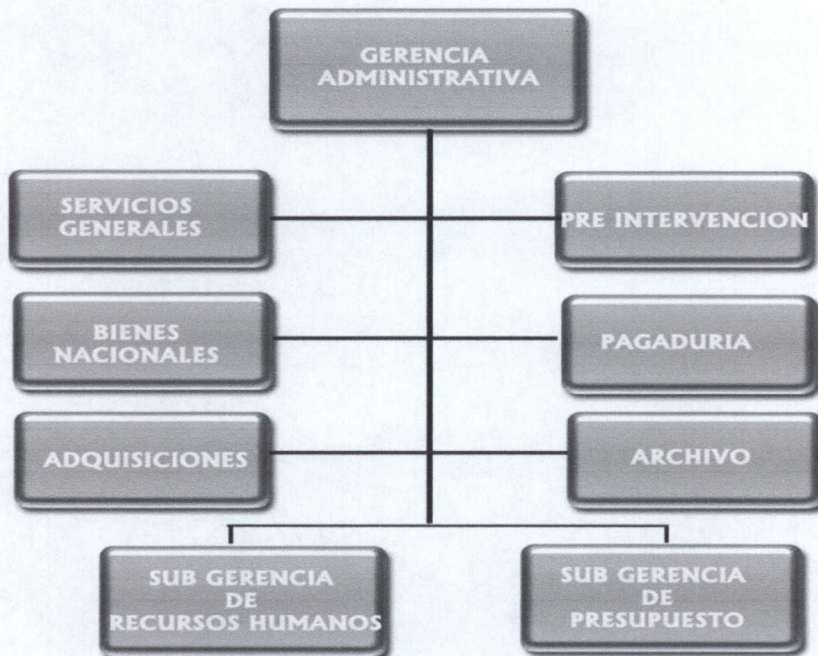 GERENCIA
ADMINISTRATIVA
SERVICIOS
GENERALES
PRE INTERVENCION
BIENES
NACIONALES
PAGADURIA
ADQUISICIONES
ARCHIVO
SUB GERENCIA
DE
RECURSOS HUMANOS
SUB GERENCIA
DE
PRESUPUESTO